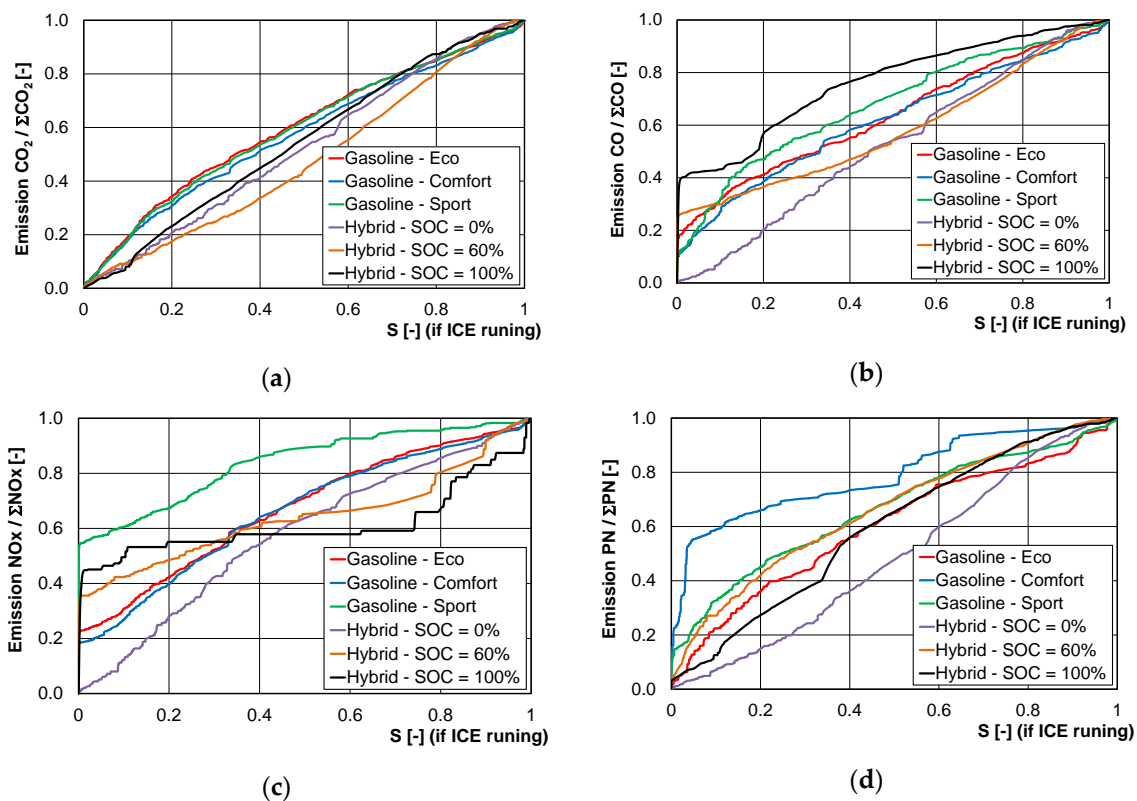 Emission CO2 / ΣCO2 [-]
1.0
0.8
0.6
0.4
0.2
0.0
0
0.2
0.4
0.6
0.8
1
S [-] (if ICE runing)
Gasoline - Eco
Gasoline - Comfort
Gasoline - Sport
Hybrid - SOC = 0%
Hybrid - SOC = 60%
Hybrid - SOC = 100%
(a)
Emission CO / ΣCO [-]
1.0
0.8
0.6
0.4
0.2
0.0
0
0.2
0.4
0.6
0.8
1
S [-] (if ICE runing)
Gasoline - Eco
Gasoline - Comfort
Gasoline - Sport
Hybrid - SOC = 0%
Hybrid - SOC = 60%
Hybrid - SOC = 100%
(b)
Emission NOx / ΣNOx [-]
1.0
0.8
0.6
0.4
0.2
0.0
0
0.2
0.4
0.6
0.8
1
S [-] (if ICE runing)
Gasoline - Eco
Gasoline - Comfort
Gasoline - Sport
Hybrid - SOC = 0%
Hybrid - SOC = 60%
Hybrid - SOC = 100%
(c)
Emission PN / ΣPN [-]
1.0
0.8
0.6
0.4
0.2
0.0
0
0.2
0.4
0.6
0.8
1
S [-] (if ICE runing)
Gasoline - Eco
Gasoline - Comfort
Gasoline - Sport
Hybrid - SOC = 0%
Hybrid - SOC = 60%
Hybrid - SOC = 100%
(d)